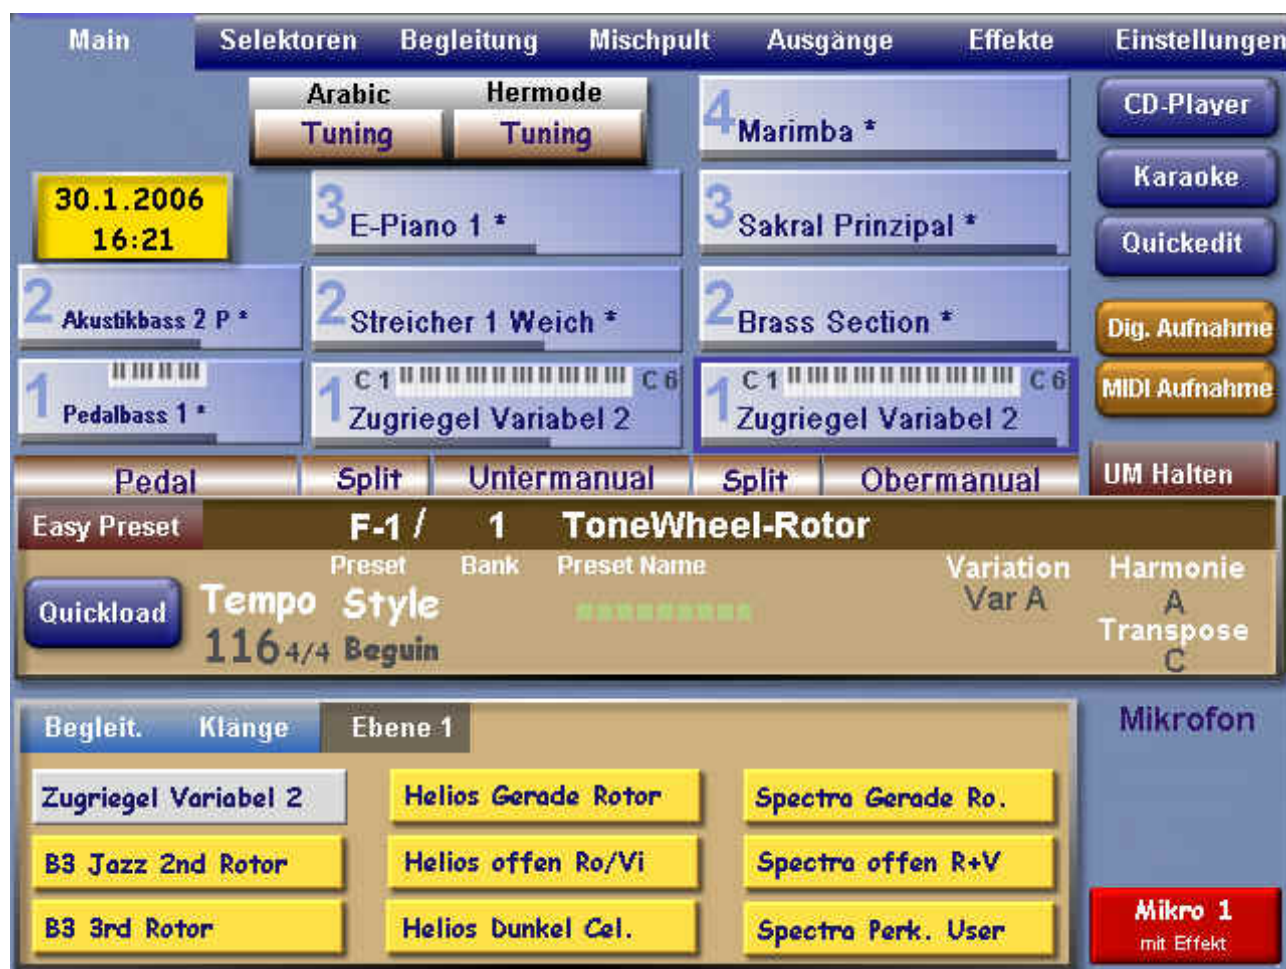 Main Selektoren Begleitung Mischpult Ausgänge Effekte Einstellungen
Arabic Hermode
Tuning Tuning
4 Marimba *
CD-Player
30.1.2006
16:21
3 E-Piano 1 *
3 Sakral Prinzipal *
Karaoke
Quickedit
2 Akustikbass 2 P *
2 Streicher 1 Weich *
2 Brass Section *
Dig. Aufnahme
1 Pedalbass 1 *
C 1 C 6
1 Zugriegel Variabel 2
C 1 C 6
1 Zugriegel Variabel 2
MIDI Aufnahme
Pedal Split Untermanual Split Obermanual
UM Halten
Easy Preset F-1 / 1 ToneWheel-Rotor
Preset Bank Preset Name
Quickload
Tempo Style
116 4/4 Beguin
Variation
Var A
Harmonie
A
Transpose
C
Begleit. Klänge Ebene 1
Mikrofon
Zugriegel Variabel 2 Helios Gerade Rotor Spectra Gerade Ro.
B3 Jazz 2nd Rotor Helios offen Ro/Vi Spectra offen R+V
B3 3rd Rotor Helios Dunkel Cel. Spectra Perk. User
Mikro 1
mit Effekt